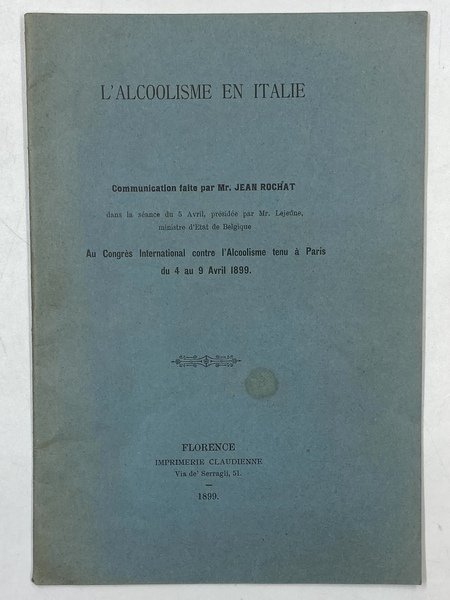 L'ALCOOLISME EN ITALIE
Communication faite par Mr. JEAN ROCHAT
dans la séance du 5 Avril, présidée par Mr. Lejeûne,
ministre d'Etat de Belgique
Au Congrès International contre l'Alcoolisme tenu à Paris
du 4 au 9 Avril 1899.
FLORENCE
IMPRIMERIE CLAUDIENNE
Via de' Serragli, 51.
1899.